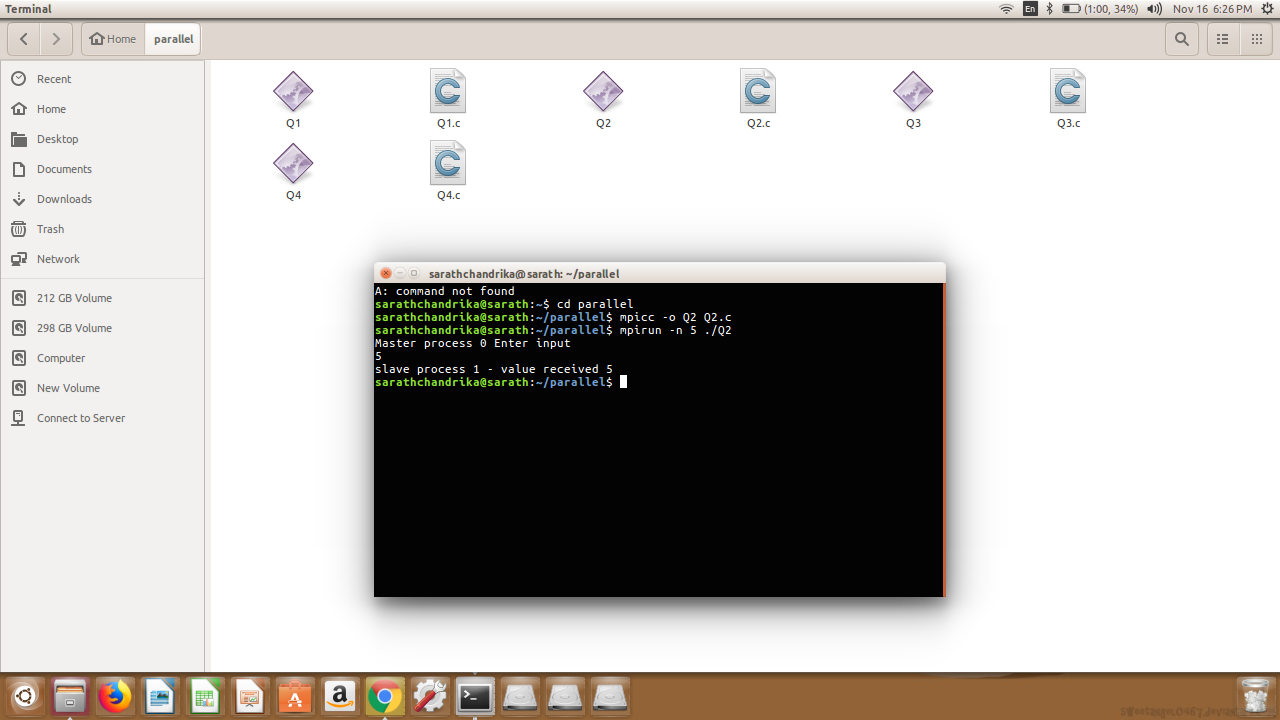 Terminal
En
(1:00, 34%)
Nov 16 6:26 PM
Home
parallel
Recent
Home
Desktop
Documents
Downloads
Trash
Network
212 GB Volume
298 GB Volume
Computer
New Volume
Connect to Server
Q1
Q1.c
Q2
Q2.c
Q3
Q3.c
Q4
Q4.c
sarathchandrika@sarath: ~/parallel
A: command not found
sarathchandrika@sarath:~$ cd parallel
sarathchandrika@sarath:~/parallel$ mpicc -o Q2 Q2.c
sarathchandrika@sarath:~/parallel$ mpirun -n 5 ./Q2
Master process 0 Enter input
5
slave process 1 - value received 5
sarathchandrika@sarath:~/parallel$